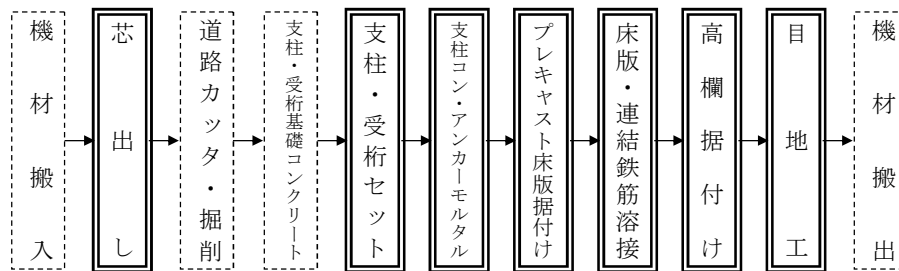 機材搬入
芯出し
道路カッタ・掘削
支柱・受桁基礎コンクリート
支柱・受桁セット
支柱コン・アンカーモルタル
プレキャスト床版据付け
床版・連結鉄筋溶接
高欄据付け
目地工
機材搬出